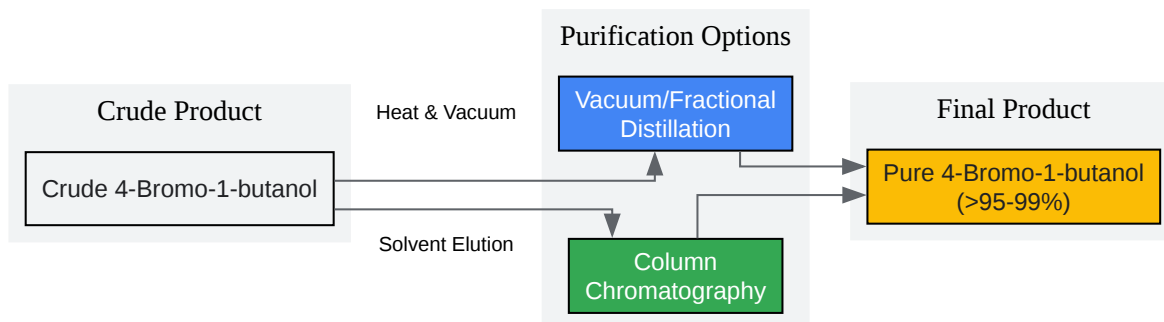 Purification Options
Crude Product
Heat & Vacuum
Vacuum/Fractional
Distillation
Final Product
Crude 4-Bromo-1-butanol
Pure 4-Bromo-1-butanol
(>95-99%)
Solvent Elution
Column
Chromatography